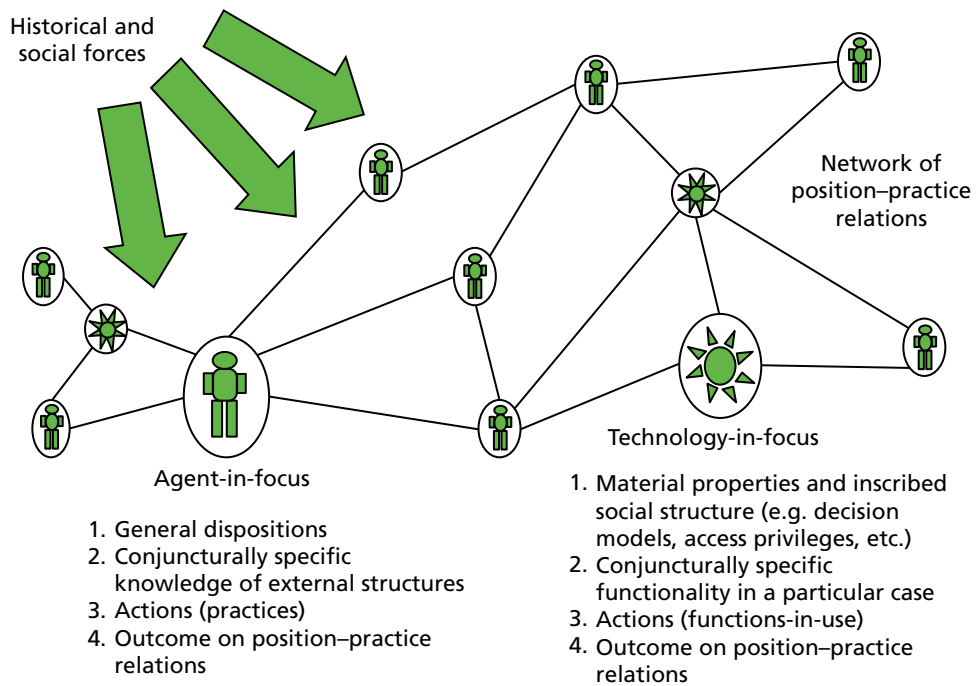 Historical and
social forces
Network of
position–practice
relations
Agent-in-focus
1. General dispositions
2. Conjuncturally specific
knowledge of external structures
3. Actions (practices)
4. Outcome on position–practice
relations
Technology-in-focus
1. Material properties and inscribed
social structure (e.g. decision
models, access privileges, etc.)
2. Conjuncturally specific
functionality in a particular case
3. Actions (functions-in-use)
4. Outcome on position–practice
relations